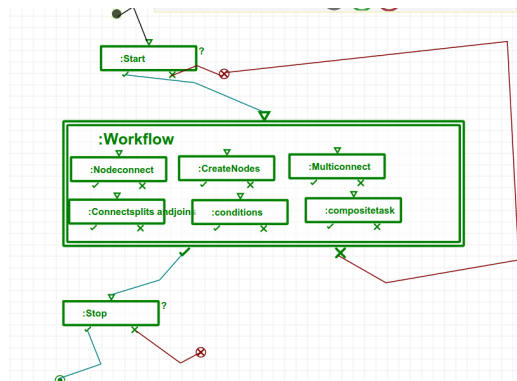 :Start
?
:Workflow
:Nodeconnect
:CreateNodes
:Multiconnect
:Connectsplits andjoins
:conditions
:compositetask
:Stop
?